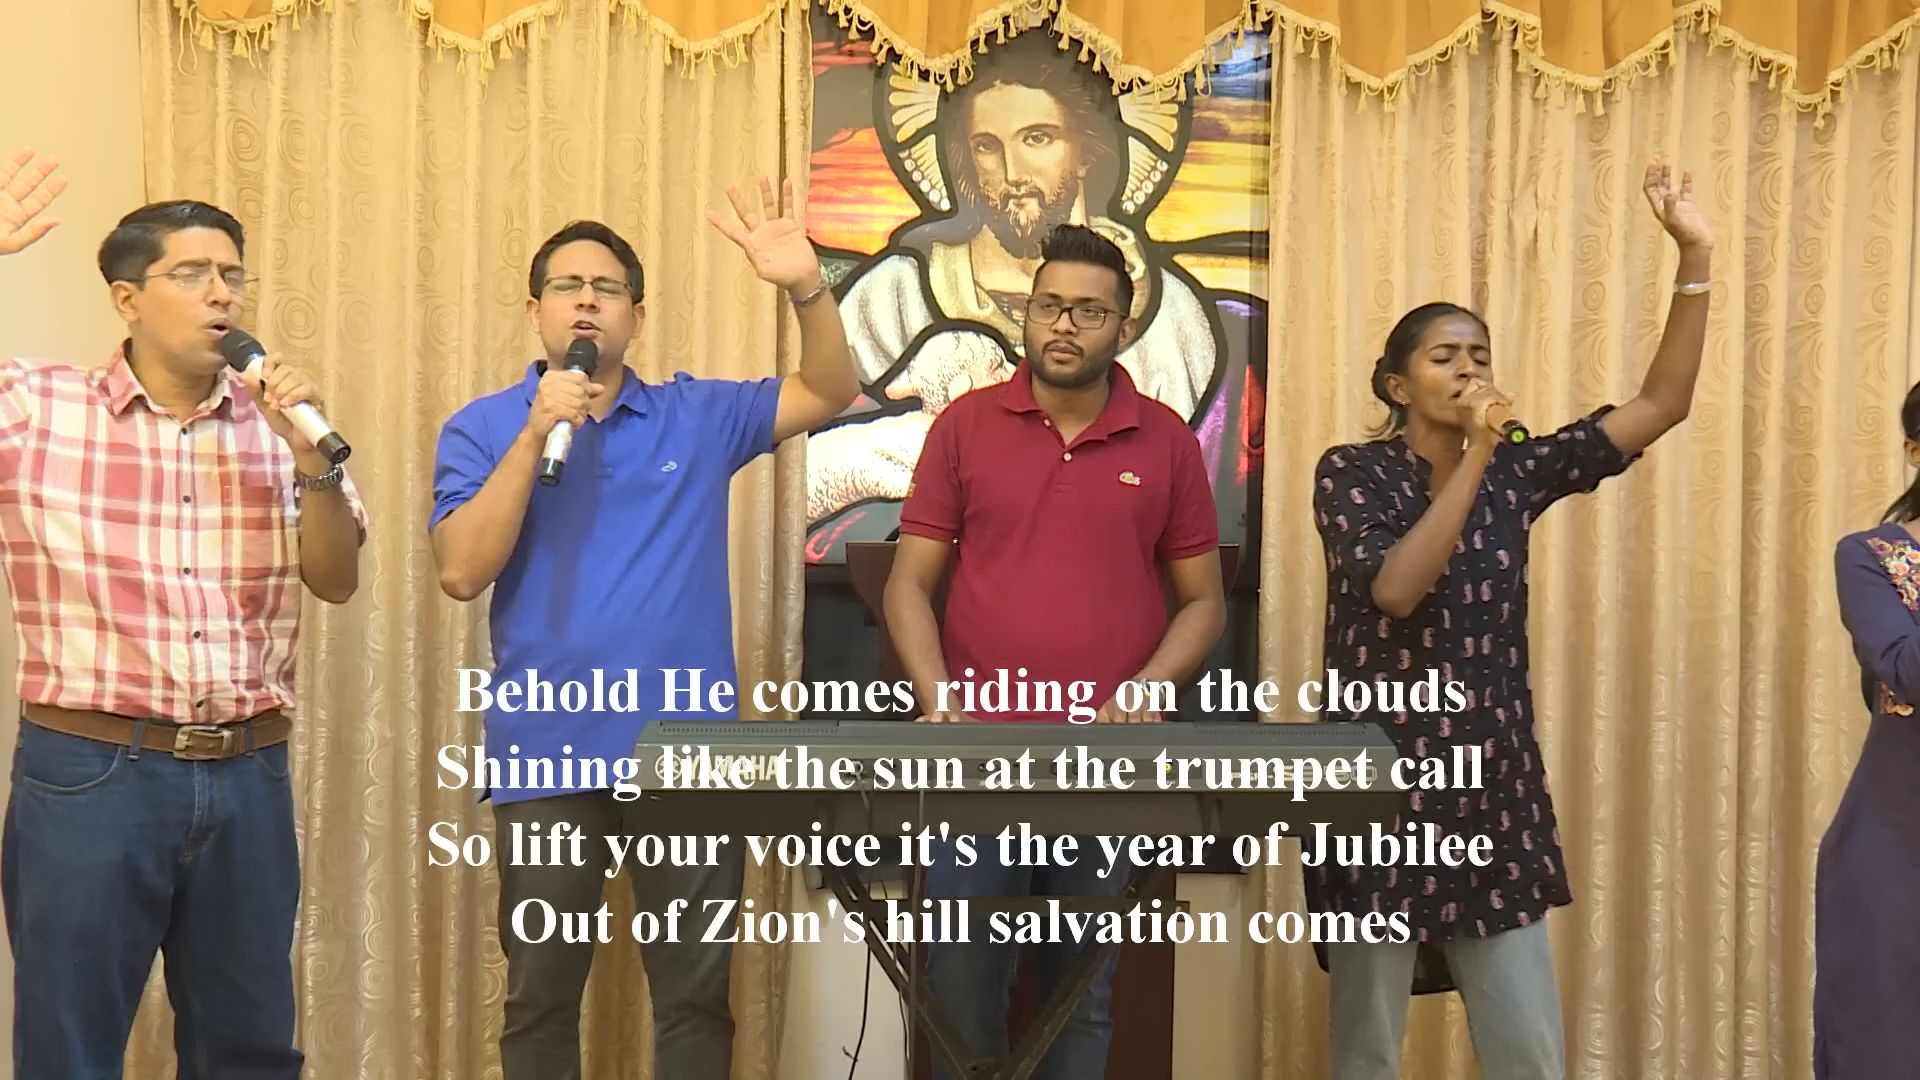 Behold He comes riding on the clouds
Shining like the sun at the trumpet call
So lift your voice it's the year of Jubilee
Out of Zion's hill salvation comes
YAMAHA